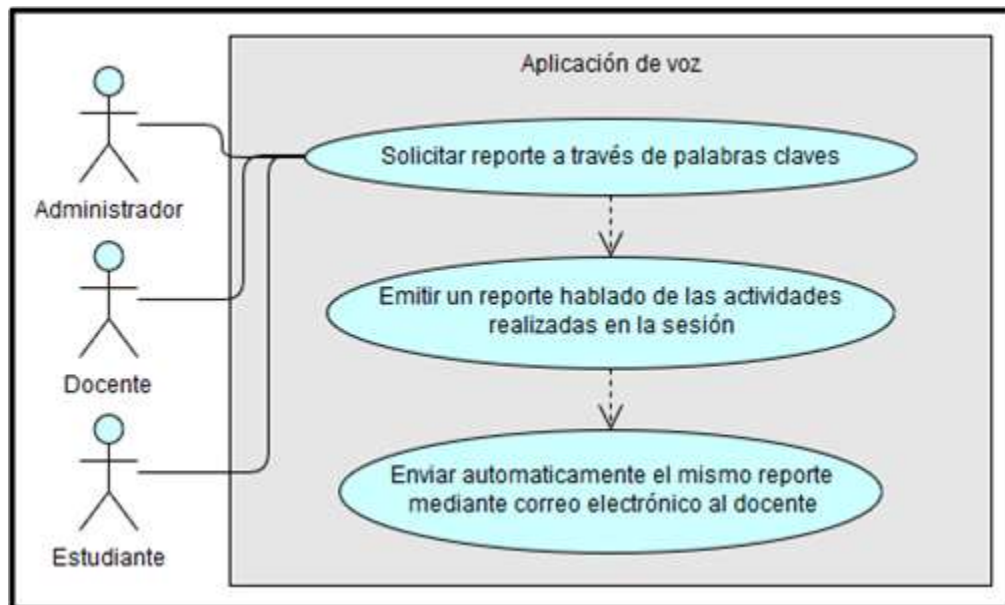 Aplicación de voz
Solicitar reporte a través de palabras claves
Administrador
Emitir un reporte hablado de las actividades
realizadas en la sesión
Docente
Enviar automaticamente el mismo reporte
mediante correo electrónico al docente
Estudiante